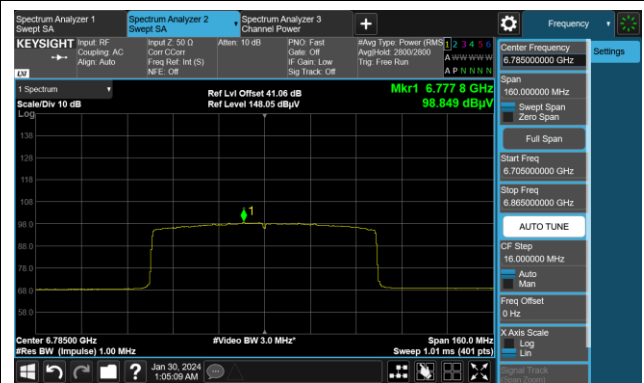 Spectrum Analyzer 1
Swept SA
Spectrum Analyzer 2
Swept SA
Spectrum Analyzer 3
Channel Power
+
Frequency
KEYSIGHT
Input: RF
Coupling: AC
Align: Auto
Input Z: 50 Ω
Corr CCorr
Freq Ref: Int (S)
NFE: Off
Atten: 10 dB
PNO: Fast
Gate: Off
IF Gain: Low
Sig Track: Off
#Avg Type: Power (RMS
Avg|Hold: 2800/2800
Trig: Free Run
1 2 3 4 5 6
A W W W W W
A P N N N N
LXI
1 Spectrum
Scale/Div 10 dB
Log
Ref Lvl Offset 41.06 dB
Ref Level 148.05 dBµV
Mkr1 6.777 8 GHz
98.849 dBµV
138
128
118
108
98.0
88.0
78.0
68.0
58.0
1
Center 6.78500 GHz
#Res BW (Impulse) 1.00 MHz
#Video BW 3.0 MHz*
Span 160.0 MHz
Sweep 1.01 ms (401 pts)
Center Frequency
6.785000000 GHz
Span
160.000000 MHz
Swept Span
Zero Span
Full Span
Start Freq
6.705000000 GHz
Stop Freq
6.865000000 GHz
AUTO TUNE
CF Step
16.000000 MHz
Auto
Man
Freq Offset
0 Hz
X Axis Scale
Log
Lin
Signal Track
(Span Zoom)
Settings
?
Jan 30, 2024
1:05:09 AM